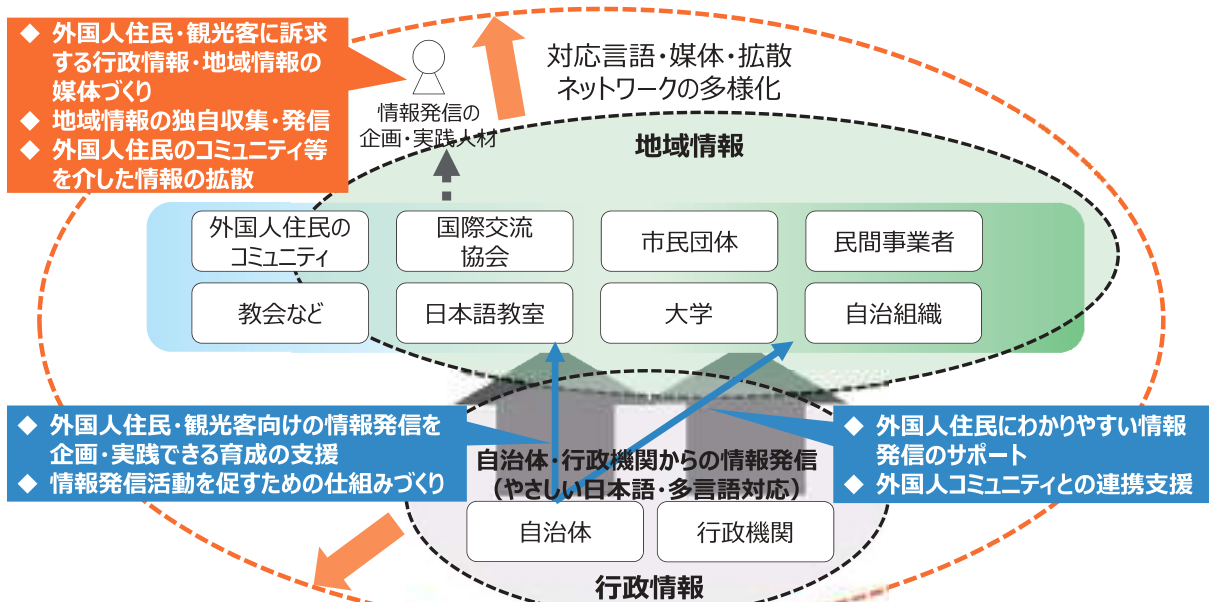 ◆ 外国人住民・観光客に訴求
する行政情報・地域情報の
媒体づくり
◆ 地域情報の独自収集・発信
◆ 外国人住民のコミュニティ等
を介した情報の拡散
情報発信の
企画・実践人材
対応言語・媒体・拡散
ネットワークの多様化
地域情報
外国人住民の
コミュニティ
国際交流
協会
市民団体
民間事業者
教会など
日本語教室
大学
自治組織
◆ 外国人住民・観光客向けの情報発信を
企画・実践できる育成の支援
◆ 情報発信活動を促すための仕組みづくり
◆ 外国人住民にわかりやすい情報
発信のサポート
◆ 外国人コミュニティとの連携支援
自治体・行政機関からの情報発信
（やさしい日本語・多言語対応）
自治体
行政機関
行政情報